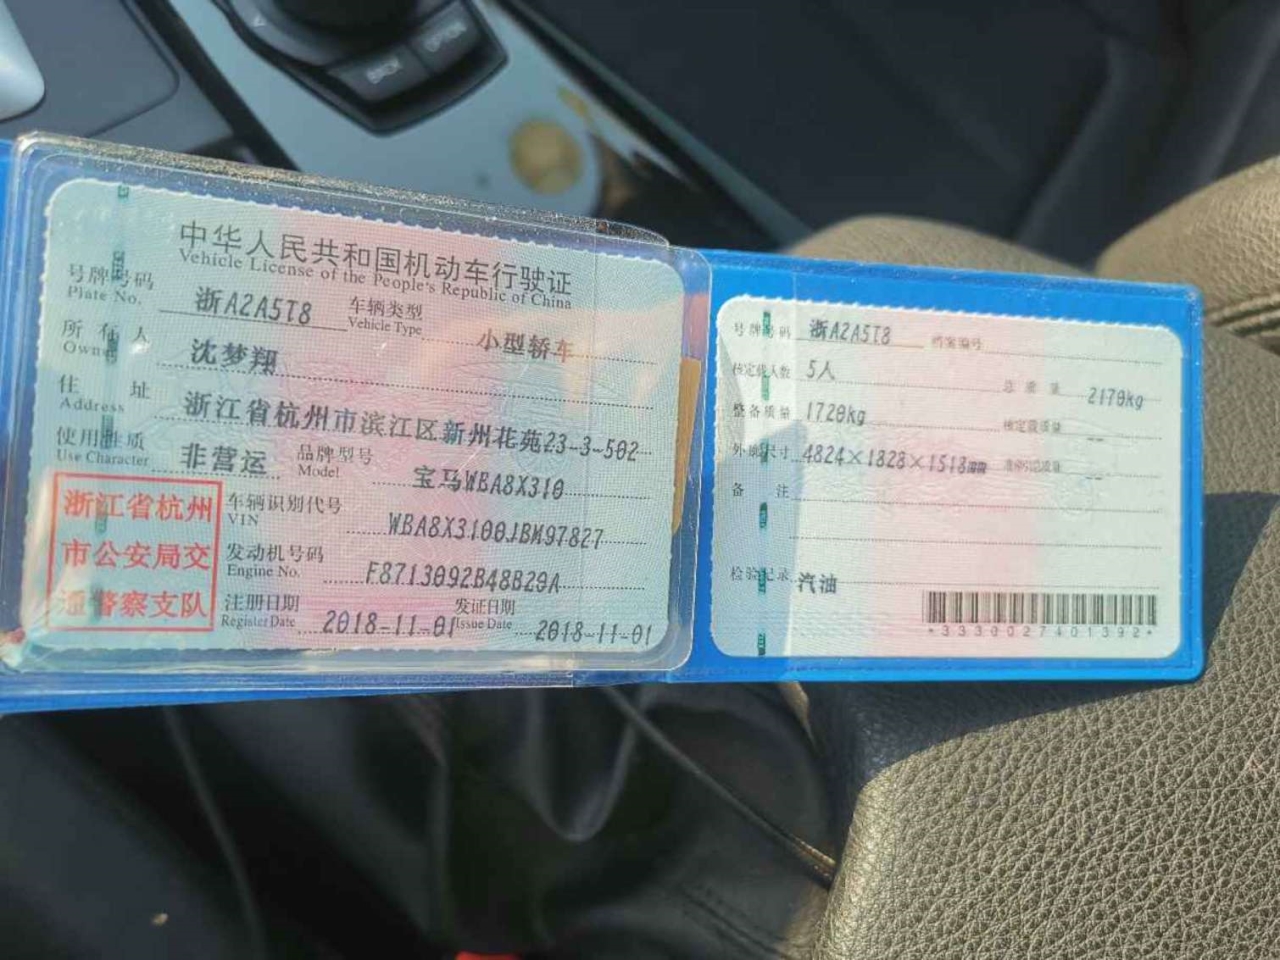 BACK
OPTION
中华人民共和国机动车行驶证
Vehicle License of the People's Republic of China
号牌号码 浙A2A5T8 车辆类型 小型轿车
Plate No. Vehicle Type
所有人 沈梦翔
Owner
住址 浙江省杭州市滨江区新州花苑23-3-502
Address
使用性质 非营运 品牌型号 宝马WBA8X310
Use Character Model
浙江省杭州
市公安局交
通警察支队
车辆识别代号 WBA8X3100JBM97827
VIN
发动机号码 F8713092B48B20A
Engine No.
注册日期 2018-11-01 发证日期 2018-11-01
Register Date Issue Date
号牌号码 浙A2A5T8 档案编号
核定载人数 5人 总质量 2170kg
整备质量 1720kg 核定载质量 --
外廓尺寸 4824×1828×1518mm 准牵引总质量 --
备注
检验记录 汽油
*3330027401392*